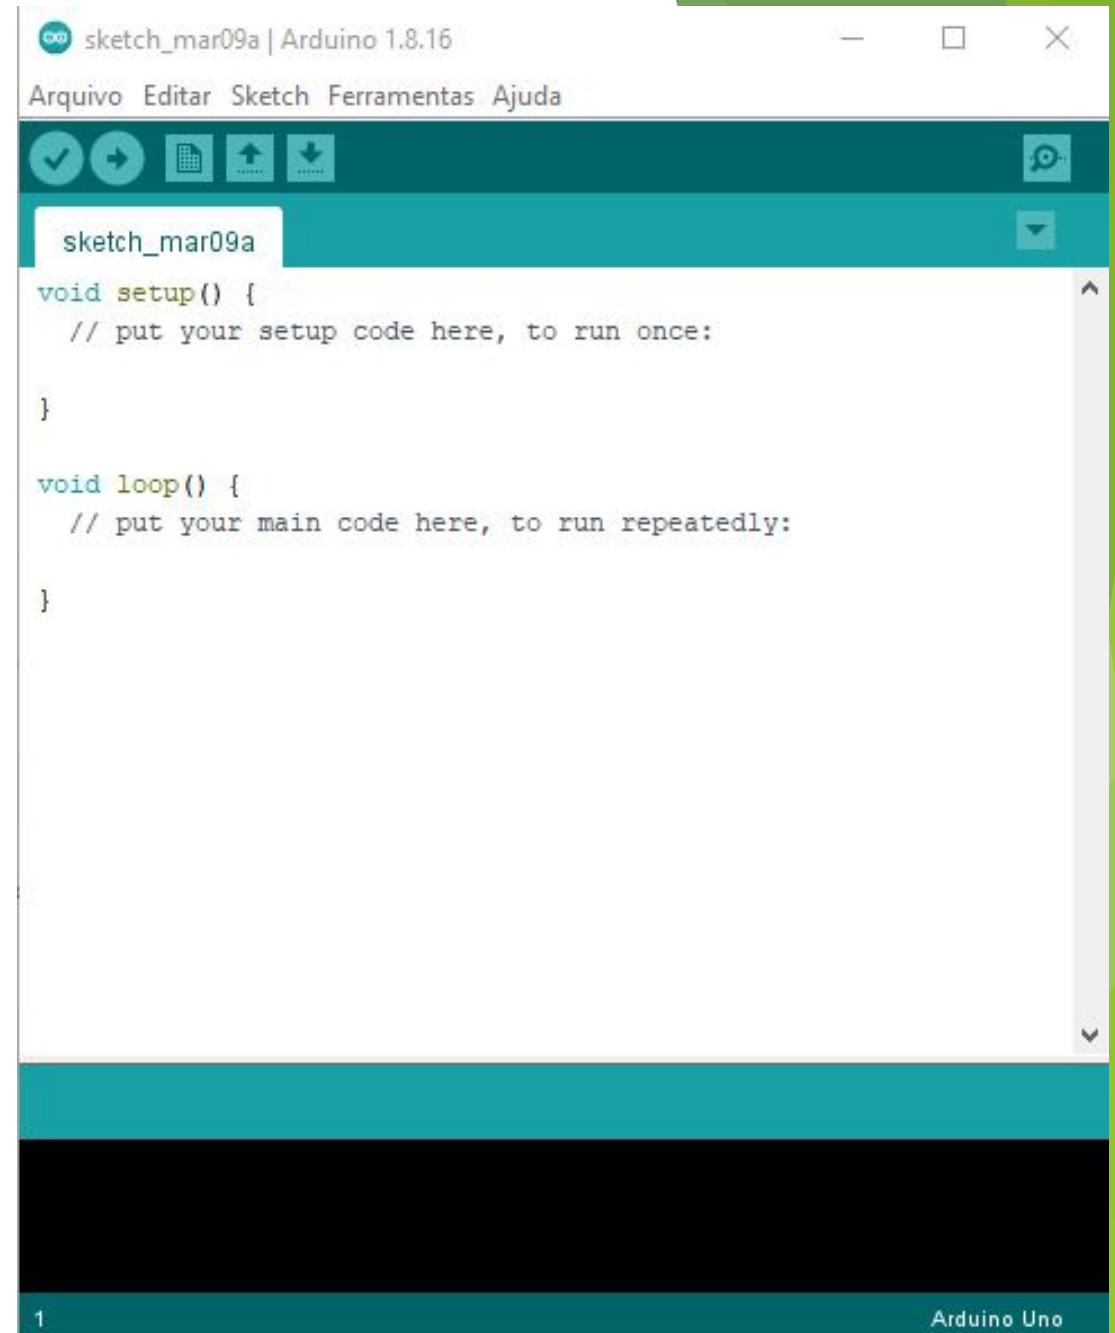 sketch_mar09a | Arduino 1.8.16
Arquivo Editar Sketch Ferramentas Ajuda
sketch_mar09a
void setup() {
  // put your setup code here, to run once:
}
void loop() {
  // put your main code here, to run repeatedly:
}
1 Arduino Uno